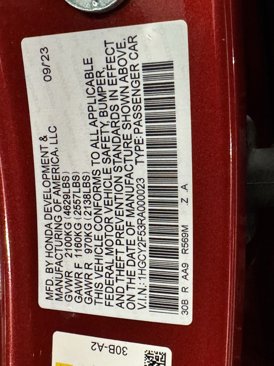 MFD. BY HONDA DEVELOPMENT & 09/23
MANUFACTURING OF AMERICA, LLC
GVWR 2100KG (4629LBS)
GAWR F 1160KG (2557LBS)
GAWR R 970KG (2138LBS)
THIS VEHICLE CONFORMS TO ALL APPLICABLE
FEDERAL MOTOR VEHICLE SAFETY, BUMPER,
AND THEFT PREVENTION STANDARDS IN EFFECT
ON THE DATE OF MANUFACTURE SHOWN ABOVE.
V.I.N.: 1HGCY2F53RA000023 TYPE: PASSENGER CAR
30B R AA9 R569M Z A
30B-A2